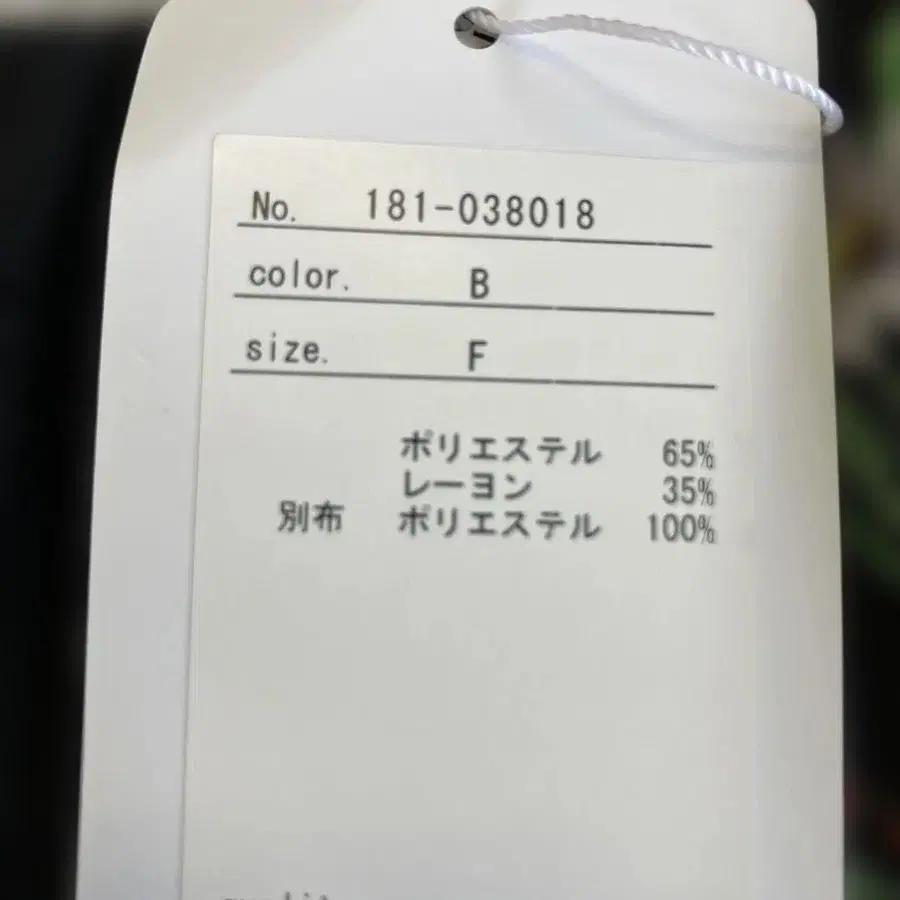 No. 181-038018
color. B
size. F
ポリエステル 65%
レーヨン 35%
別布 ポリエステル 100%